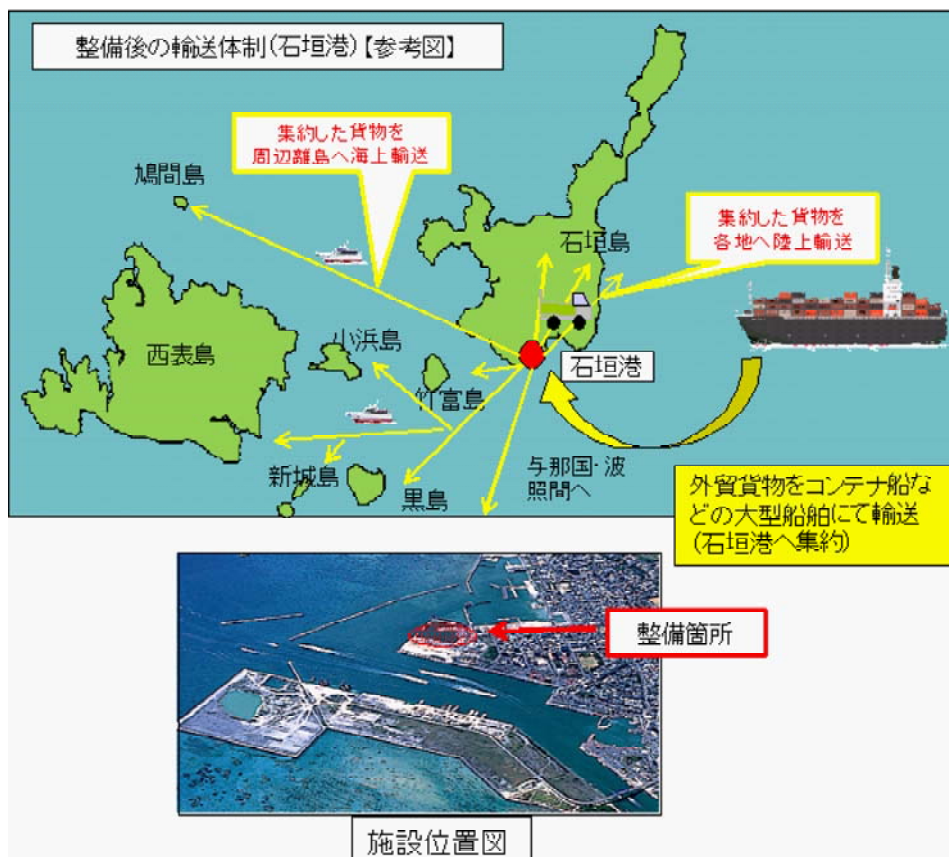 整備後の輸送体制(石垣港)【参考図】
集約した貨物を
周辺離島へ海上輸送
鳩間島
集約した貨物を
各地へ陸上輸送
石垣島
西表島
小浜島
竹富島
石垣港
新城島
黒島
与那国・波
照間へ
外貿貨物をコンテナ船な
どの大型船舶にて輸送
(石垣港へ集約)
整備箇所
施設位置図